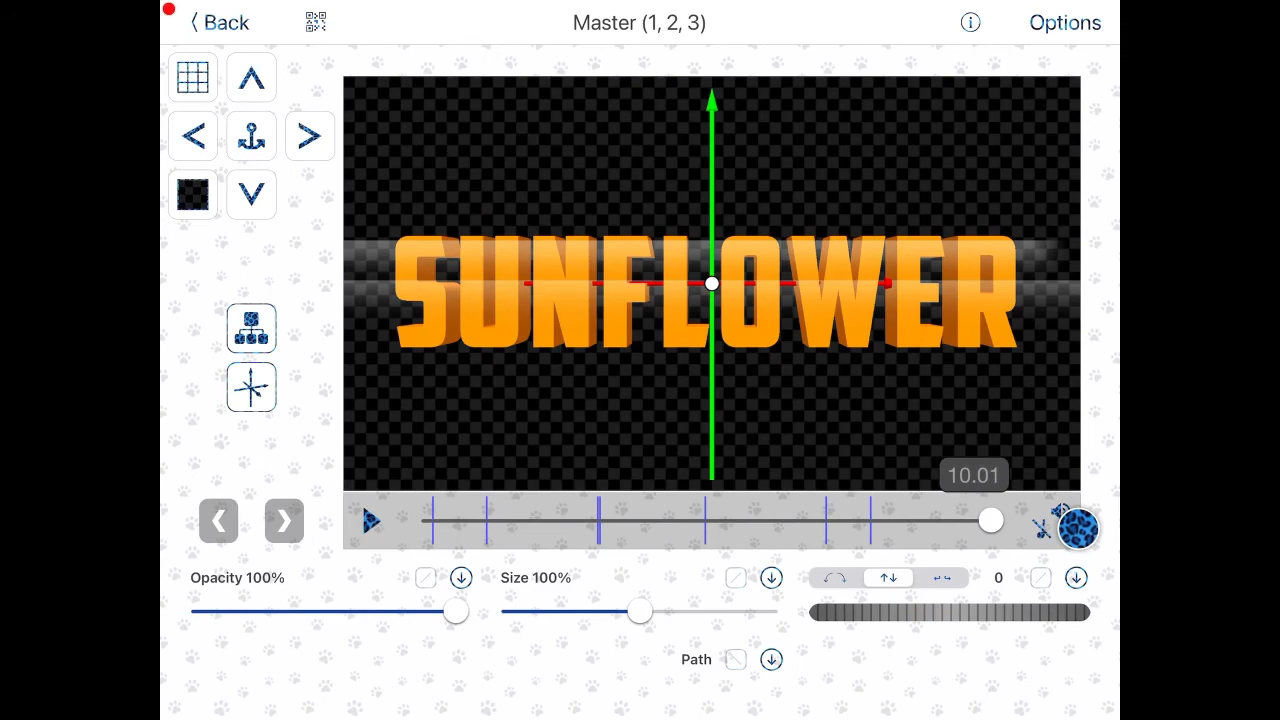 Back
Master (1, 2, 3)
Options
SUNFLOWER
10.01
Opacity 100%
Size 100%
0
Path